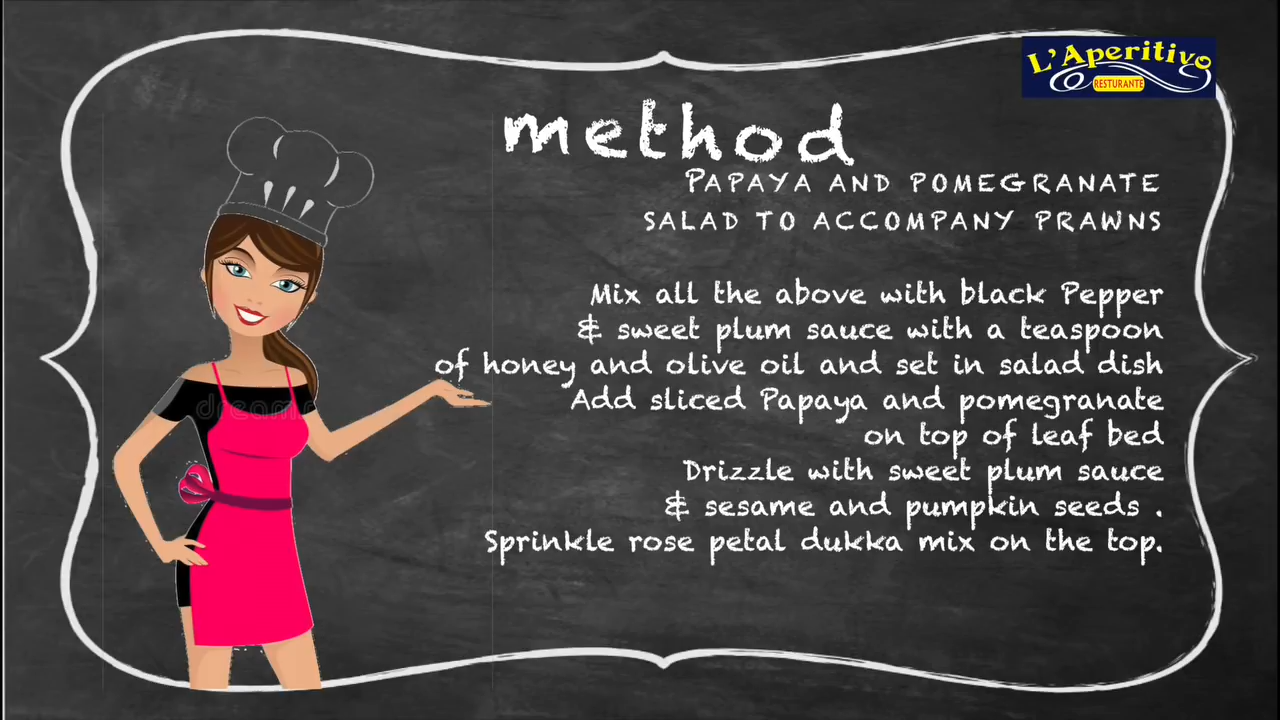 L'Aperitivo
RESTURANTE
method
PAPAYA AND POMEGRANATE
SALAD TO ACCOMPANY PRAWNS
Mix all the above with black Pepper
& sweet plum sauce with a teaspoon
of honey and olive oil and set in salad dish
Add sliced Papaya and pomegranate
on top of leaf bed
Drizzle with sweet plum sauce
& sesame and pumpkin seeds .
Sprinkle rose petal dukka mix on the top.